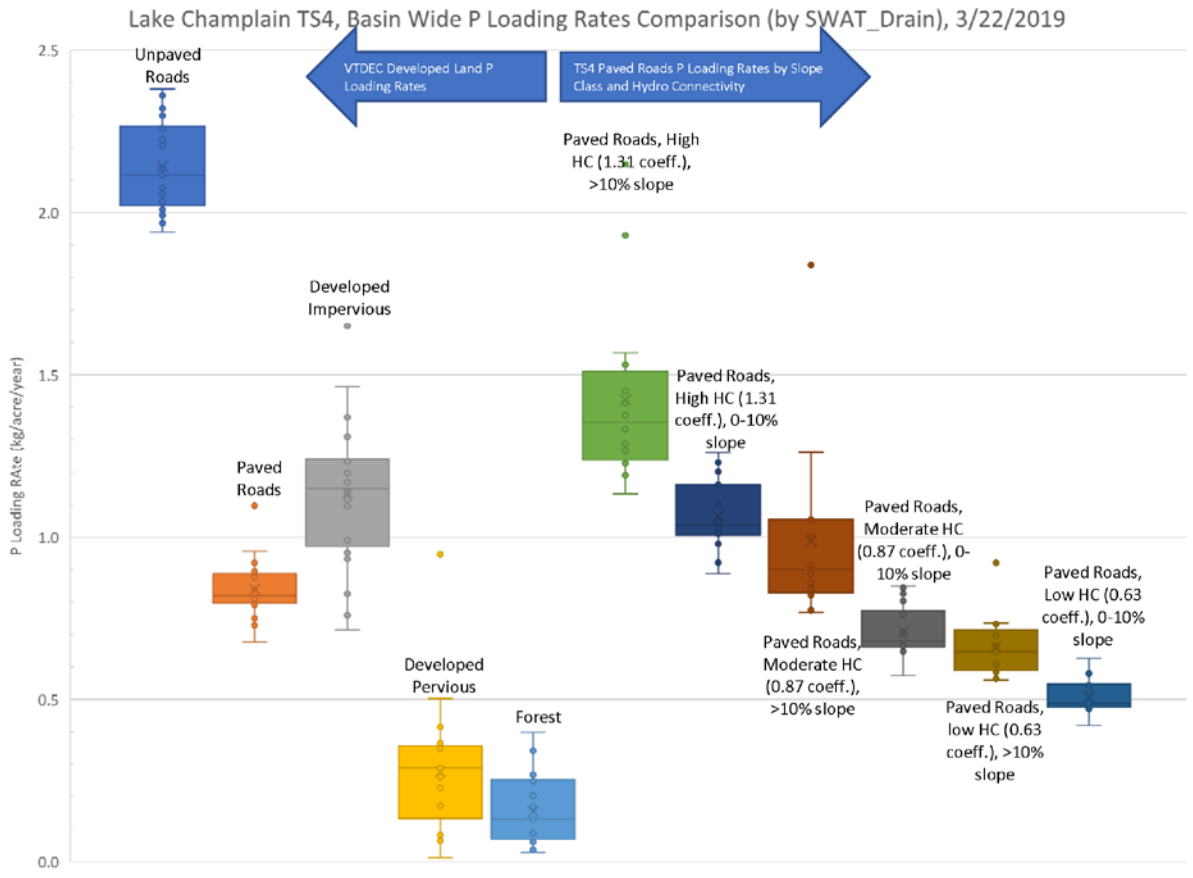 Lake Champlain TS4, Basin Wide P Loading Rates Comparison (by SWAT_Drain), 3/22/2019
2.5
2.0
1.5
1.0
0.5
0.0
P Loading RAte (kg/acre/year)
VTDEC Developed Land P
Loading Rates
TS4 Paved Roads P Loading Rates by Slope
Class and Hydro Connectivity
Unpaved
Roads
Paved
Roads
Developed
Impervious
Developed
Pervious
Forest
Paved Roads, High
HC (1.31 coeff.),
>10% slope
Paved Roads,
High HC (1.31
coeff.), 0-10%
slope
Paved Roads,
Moderate HC
(0.87 coeff.),
>10% slope
Paved Roads,
Moderate HC
(0.87 coeff.), 0-
10% slope
Paved Roads,
low HC (0.63
coeff.), >10%
slope
Paved Roads,
Low HC (0.63
coeff.), 0-10%
slope